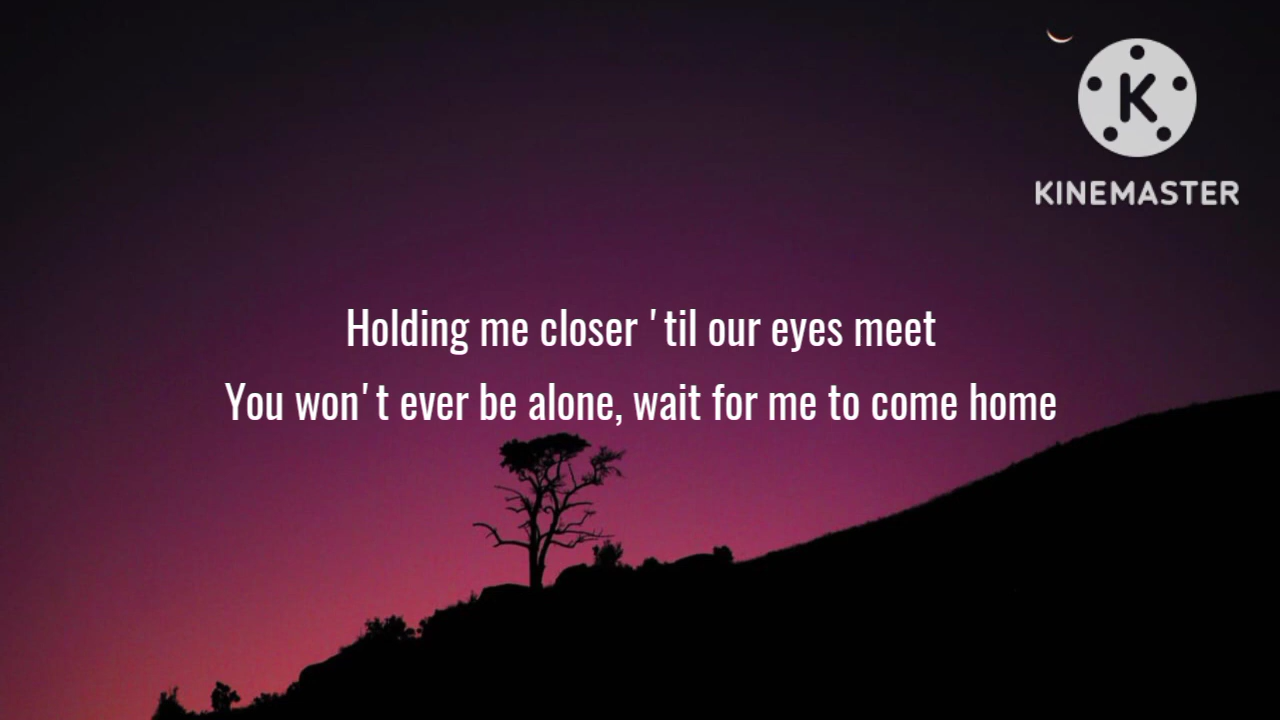 K
KINEMASTER
Holding me closer 'til our eyes meet
You won't ever be alone, wait for me to come home